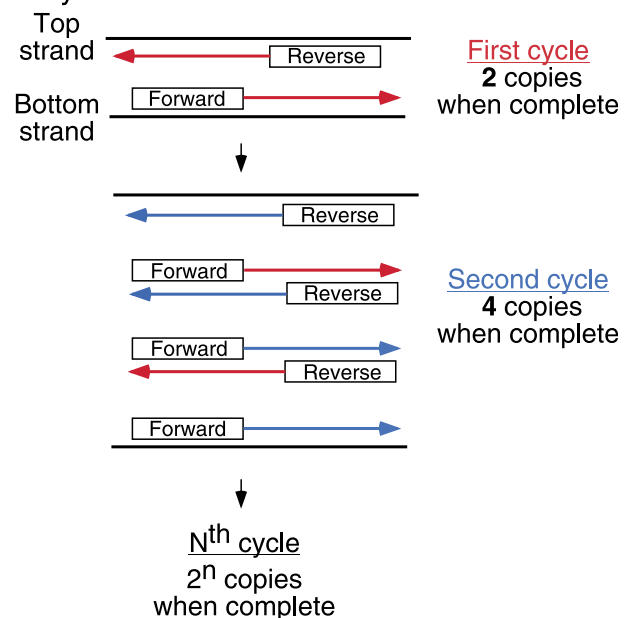 Top
strand
Reverse
First cycle
2 copies
when complete
Forward
Bottom
strand
Reverse
Forward
Reverse
Second cycle
4 copies
when complete
Forward
Reverse
Forward
Nth cycle
2n copies
when complete